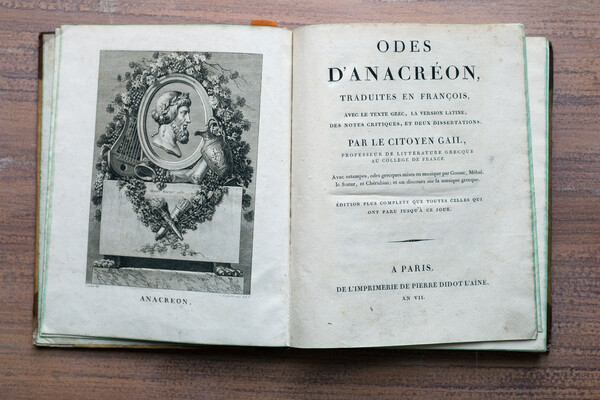 ANACREON.
ODES
D'ANACRÉON,
TRADUITES EN FRANÇOIS,
AVEC LE TEXTE GREC, LA VERSION LATINE,
DES NOTES CRITIQUES, ET DEUX DISSERTATIONS.
PAR LE CITOYEN GAIL,
PROFESSEUR DE LITTÉRATURE GRECQUE
AU COLLEGE DE FRANCE.
Avec estampes, odes grecques mises en musique par Gossec, Méhul,
le Sueur, et Chérubini; et un discours sur la musique grecque.
ÉDITION PLUS COMPLETE QUE TOUTES CELLES QUI
ONT PARU JUSQU'À CE JOUR.
A PARIS.
DE L'IMPRIMERIE DE PIERRE DIDOT L'AÎNÉ.
AN VII.